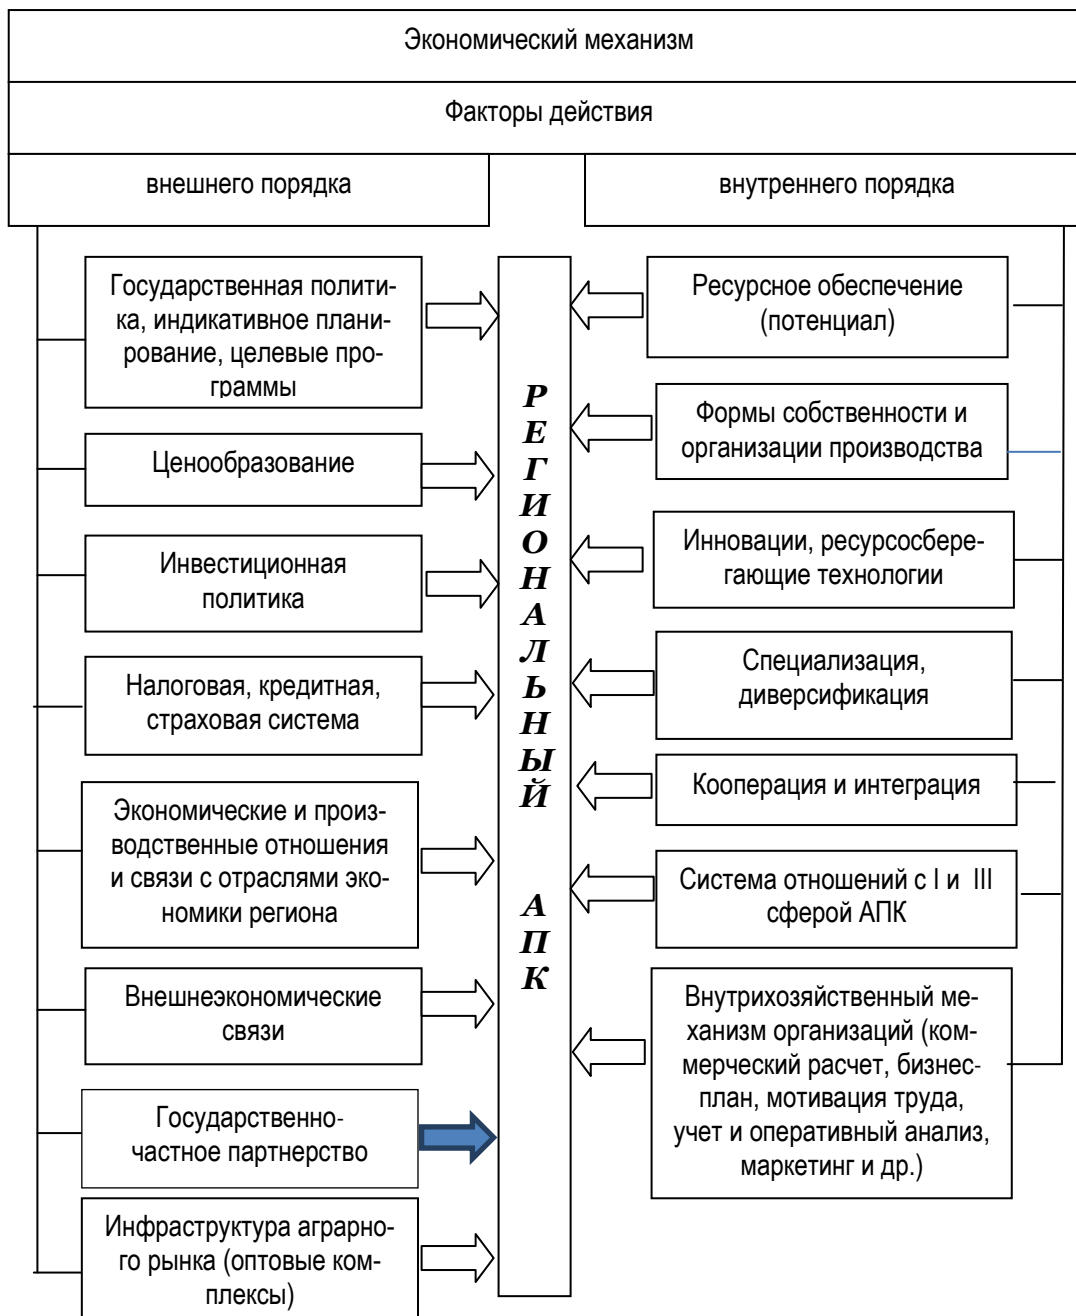 Экономический механизм
Факторы действия
внешнего порядка
внутреннего порядка
Государственная полити-
ка, индикативное плани-
рование, целевые про-
граммы
Ценообразование
Инвестиционная
политика
Налоговая, кредитная,
страховая система
Экономические и произ-
водственные отношения
и связи с отраслями эко-
номики региона
Внешнеэкономические
связи
Государственно-
частное партнерство
Инфраструктура аграрно-
го рынка (оптовые ком-
плексы)
РЕГИОНАЛЬНЫЙ АПК
Ресурсное обеспечение
(потенциал)
Формы собственности и
организации производства
Инновации, ресурсосбере-
гающие технологии
Специализация,
диверсификация
Кооперация и интеграция
Система отношений с I и III
сферой АПК
Внутрихозяйственный ме-
ханизм организаций (ком-
мерческий расчет, бизнес-
план, мотивация труда,
учет и оперативный анализ,
маркетинг и др.)